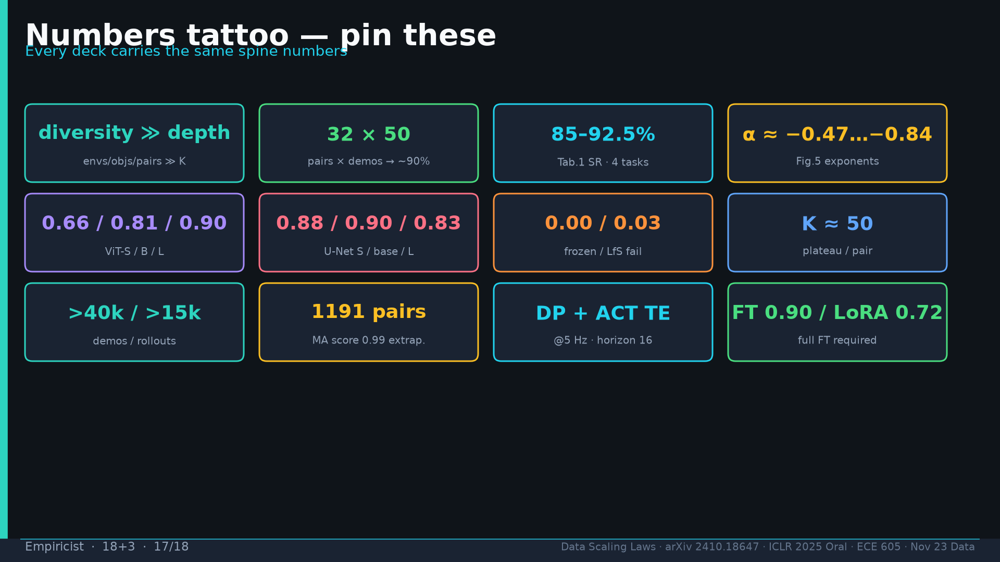 Numbers tattoo — pin these
Every deck carries the same spine numbers
diversity ≫ depth
envs/objs/pairs ≫ K
32 × 50
pairs × demos → ~90%
85–92.5%
Tab.1 SR · 4 tasks
α ≈ −0.47…−0.84
Fig.5 exponents
0.66 / 0.81 / 0.90
ViT-S / B / L
0.88 / 0.90 / 0.83
U-Net S / base / L
0.00 / 0.03
frozen / LfS fail
K ≈ 50
plateau / pair
>40k / >15k
demos / rollouts
1191 pairs
MA score 0.99 extrap.
DP + ACT TE
@5 Hz · horizon 16
FT 0.90 / LoRA 0.72
full FT required
Empiricist · 18+3 · 17/18
Data Scaling Laws · arXiv 2410.18647 · ICLR 2025 Oral · ECE 605 · Nov 23 Data